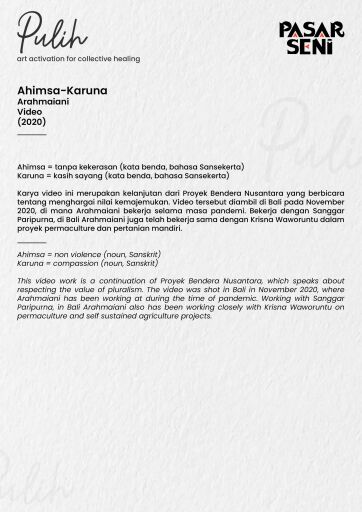 Pulih
art activation for collective healing
PASAR
SENI
Ahimsa-Karuna
Arahmaiani
Video
(2020)
Ahimsa = tanpa kekerasan (kata benda, bahasa Sansekerta)
Karuna = kasih sayang (kata benda, bahasa Sansekerta)
Karya video ini merupakan kelanjutan dari Proyek Bendera Nusantara yang berbicara
tentang menghargai nilai kemajemukan. Video tersebut diambil di Bali pada November
2020, di mana Arahmaiani bekerja selama masa pandemi. Bekerja dengan Sanggar
Paripurna, di Bali Arahmaiani juga telah bekerja sama dengan Krisna Waworuntu dalam
proyek permaculture dan pertanian mandiri.
Ahimsa = non violence (noun, Sanskrit)
Karuna = compassion (noun, Sanskrit)
This video work is a continuation of Proyek Bendera Nusantara, which speaks about
respecting the value of pluralism. The video was shot in Bali in November 2020, where
Arahmaiani has been working at during the time of pandemic. Working with Sanggar
Paripurna, in Bali Arahmaiani also has been working closely with Krisna Waworuntu on
permaculture and self sustained agriculture projects.